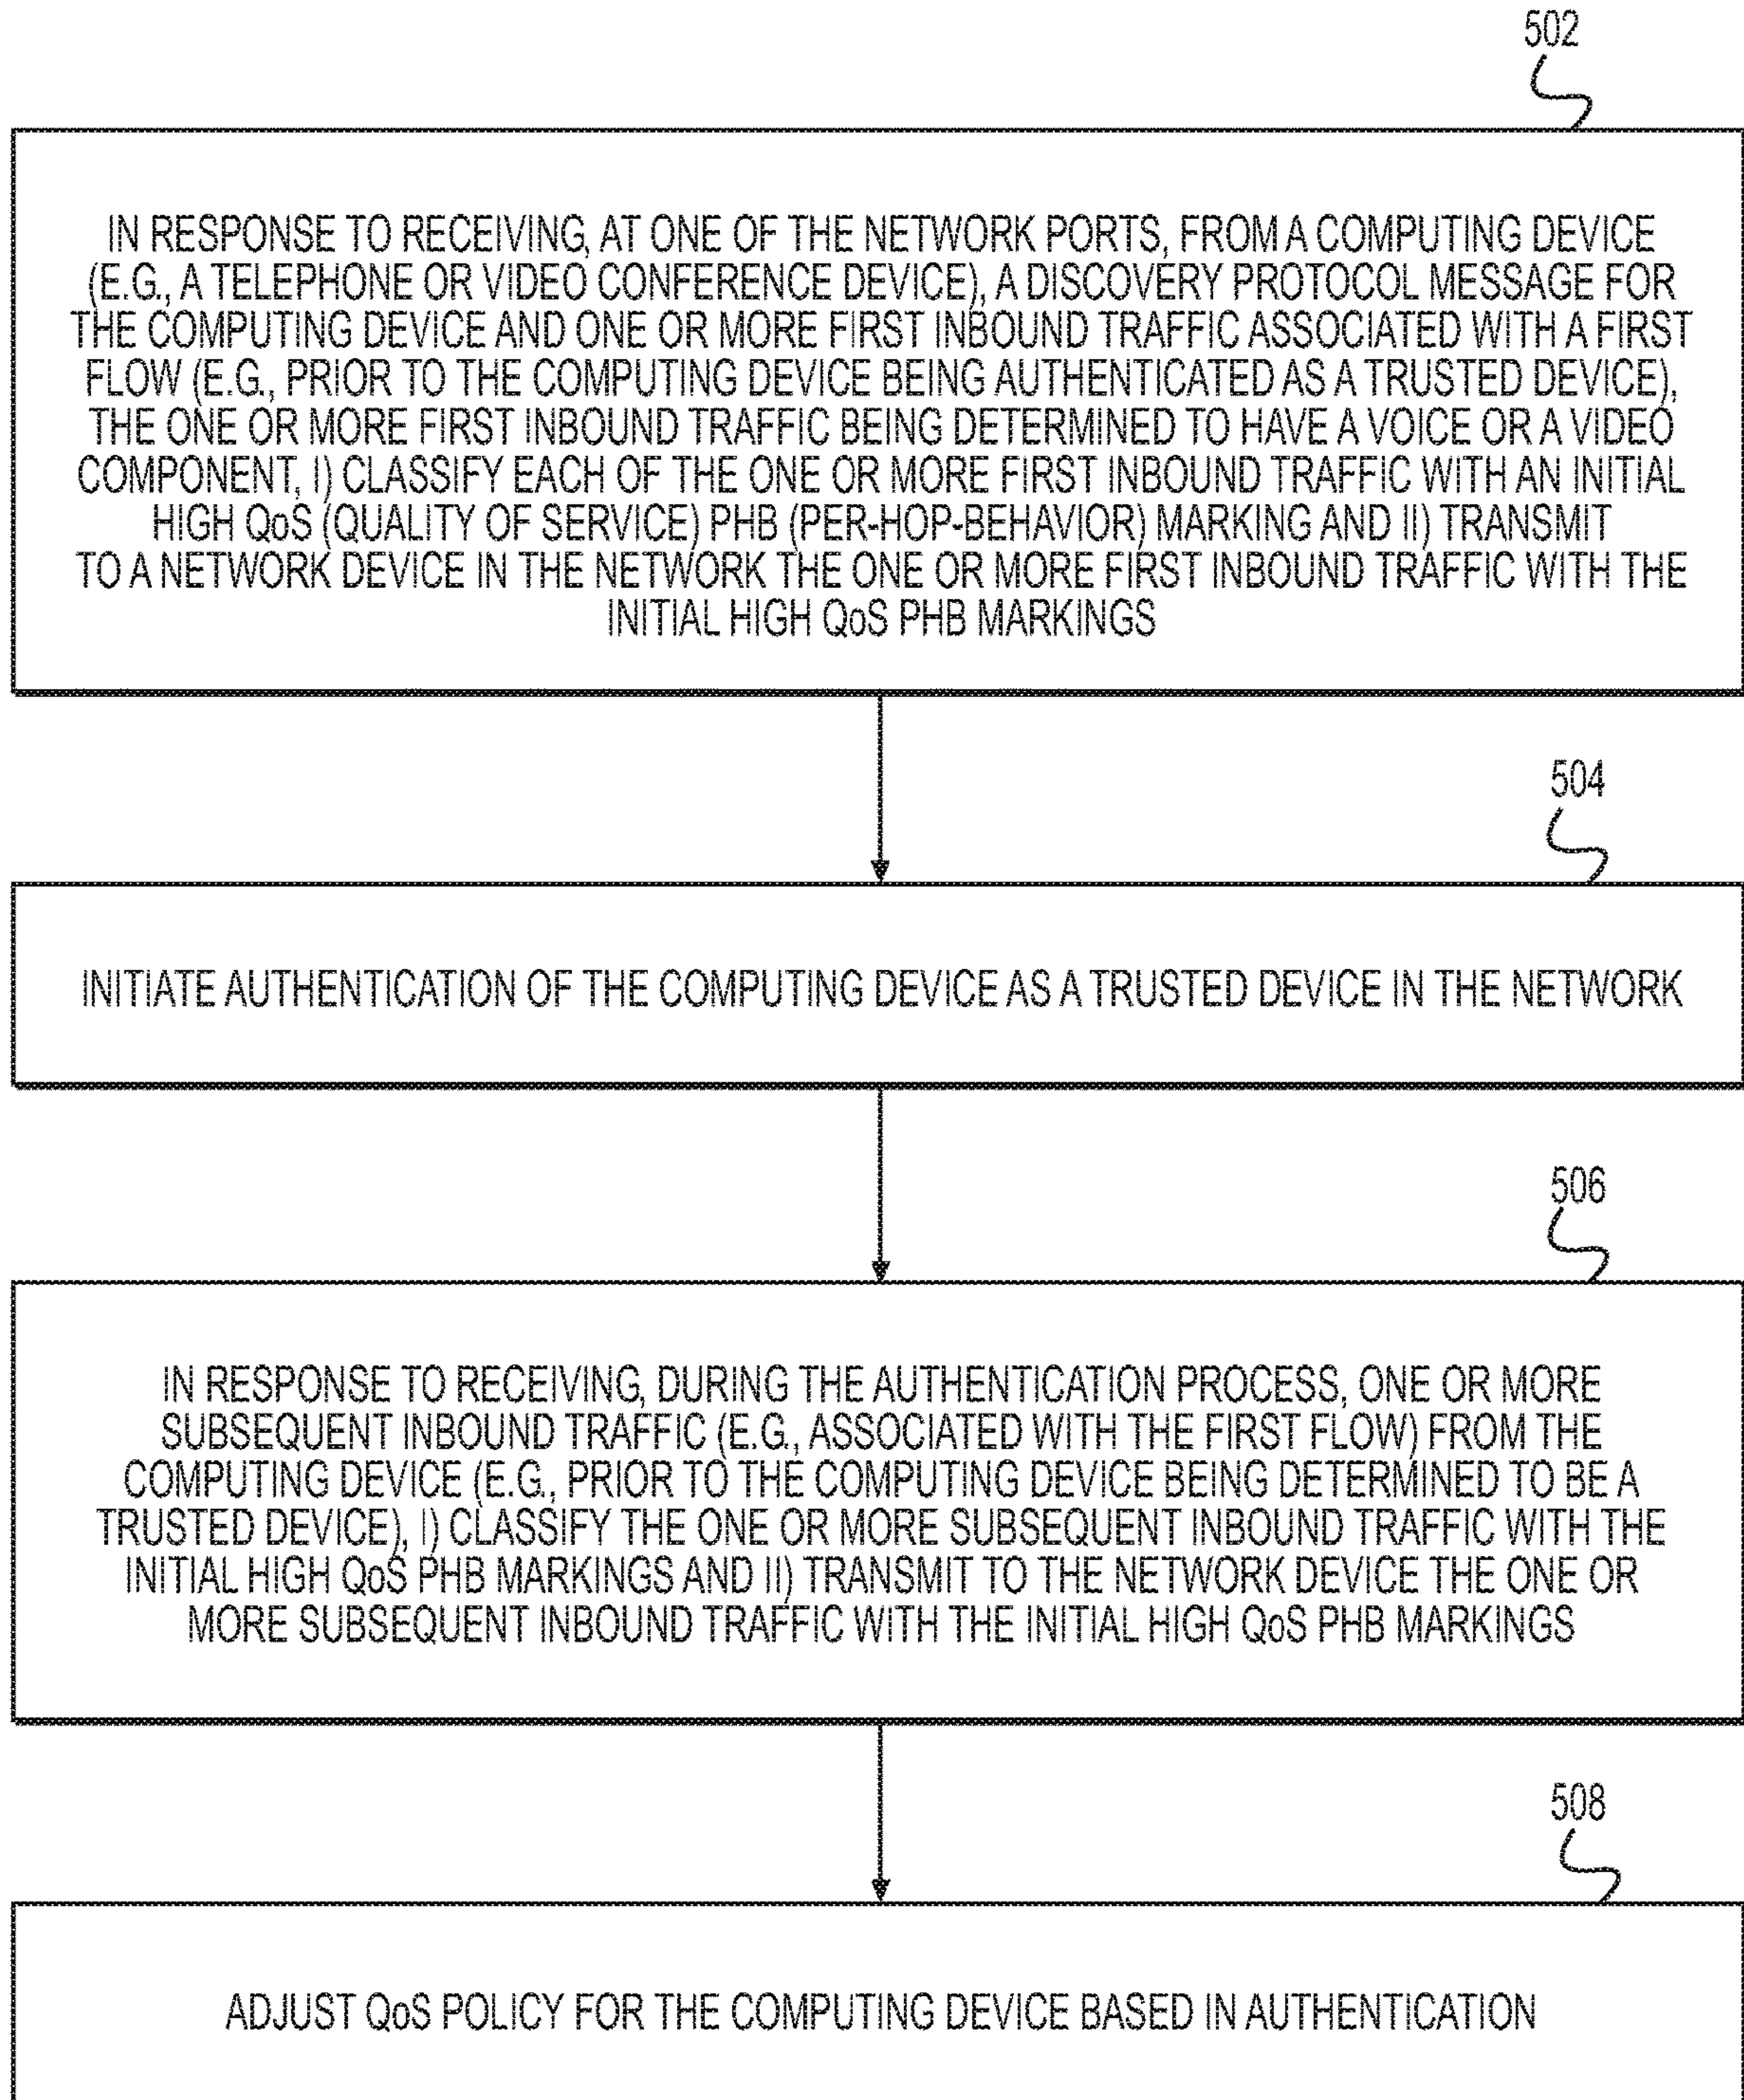 502
IN RESPONSE TO RECEIVING, AT ONE OF THE NETWORK PORTS, FROM A COMPUTING DEVICE
(E.G., A TELEPHONE OR VIDEO CONFERENCE DEVICE), A DISCOVERY PROTOCOL MESSAGE FOR
THE COMPUTING DEVICE AND ONE OR MORE FIRST INBOUND TRAFFIC ASSOCIATED WITH A FIRST
FLOW (E.G., PRIOR TO THE COMPUTING DEVICE BEING AUTHENTICATED AS A TRUSTED DEVICE),
THE ONE OR MORE FIRST INBOUND TRAFFIC BEING DETERMINED TO HAVE A VOICE OR A VIDEO
COMPONENT, I) CLASSIFY EACH OF THE ONE OR MORE FIRST INBOUND TRAFFIC WITH AN INITIAL
HIGH QoS (QUALITY OF SERVICE) PHB (PER-HOP-BEHAVIOR) MARKING AND II) TRANSMIT
TO A NETWORK DEVICE IN THE NETWORK THE ONE OR MORE FIRST INBOUND TRAFFIC WITH THE
INITIAL HIGH QoS PHB MARKINGS
504
INITIATE AUTHENTICATION OF THE COMPUTING DEVICE AS A TRUSTED DEVICE IN THE NETWORK
506
IN RESPONSE TO RECEIVING, DURING THE AUTHENTICATION PROCESS, ONE OR MORE
SUBSEQUENT INBOUND TRAFFIC (E.G., ASSOCIATED WITH THE FIRST FLOW) FROM THE
COMPUTING DEVICE (E.G., PRIOR TO THE COMPUTING DEVICE BEING DETERMINED TO BE A
TRUSTED DEVICE), I) CLASSIFY THE ONE OR MORE SUBSEQUENT INBOUND TRAFFIC WITH THE
INITIAL HIGH QoS PHB MARKINGS AND II) TRANSMIT TO THE NETWORK DEVICE THE ONE OR
MORE SUBSEQUENT INBOUND TRAFFIC WITH THE INITIAL HIGH QoS PHB MARKINGS
508
ADJUST QoS POLICY FOR THE COMPUTING DEVICE BASED IN AUTHENTICATION